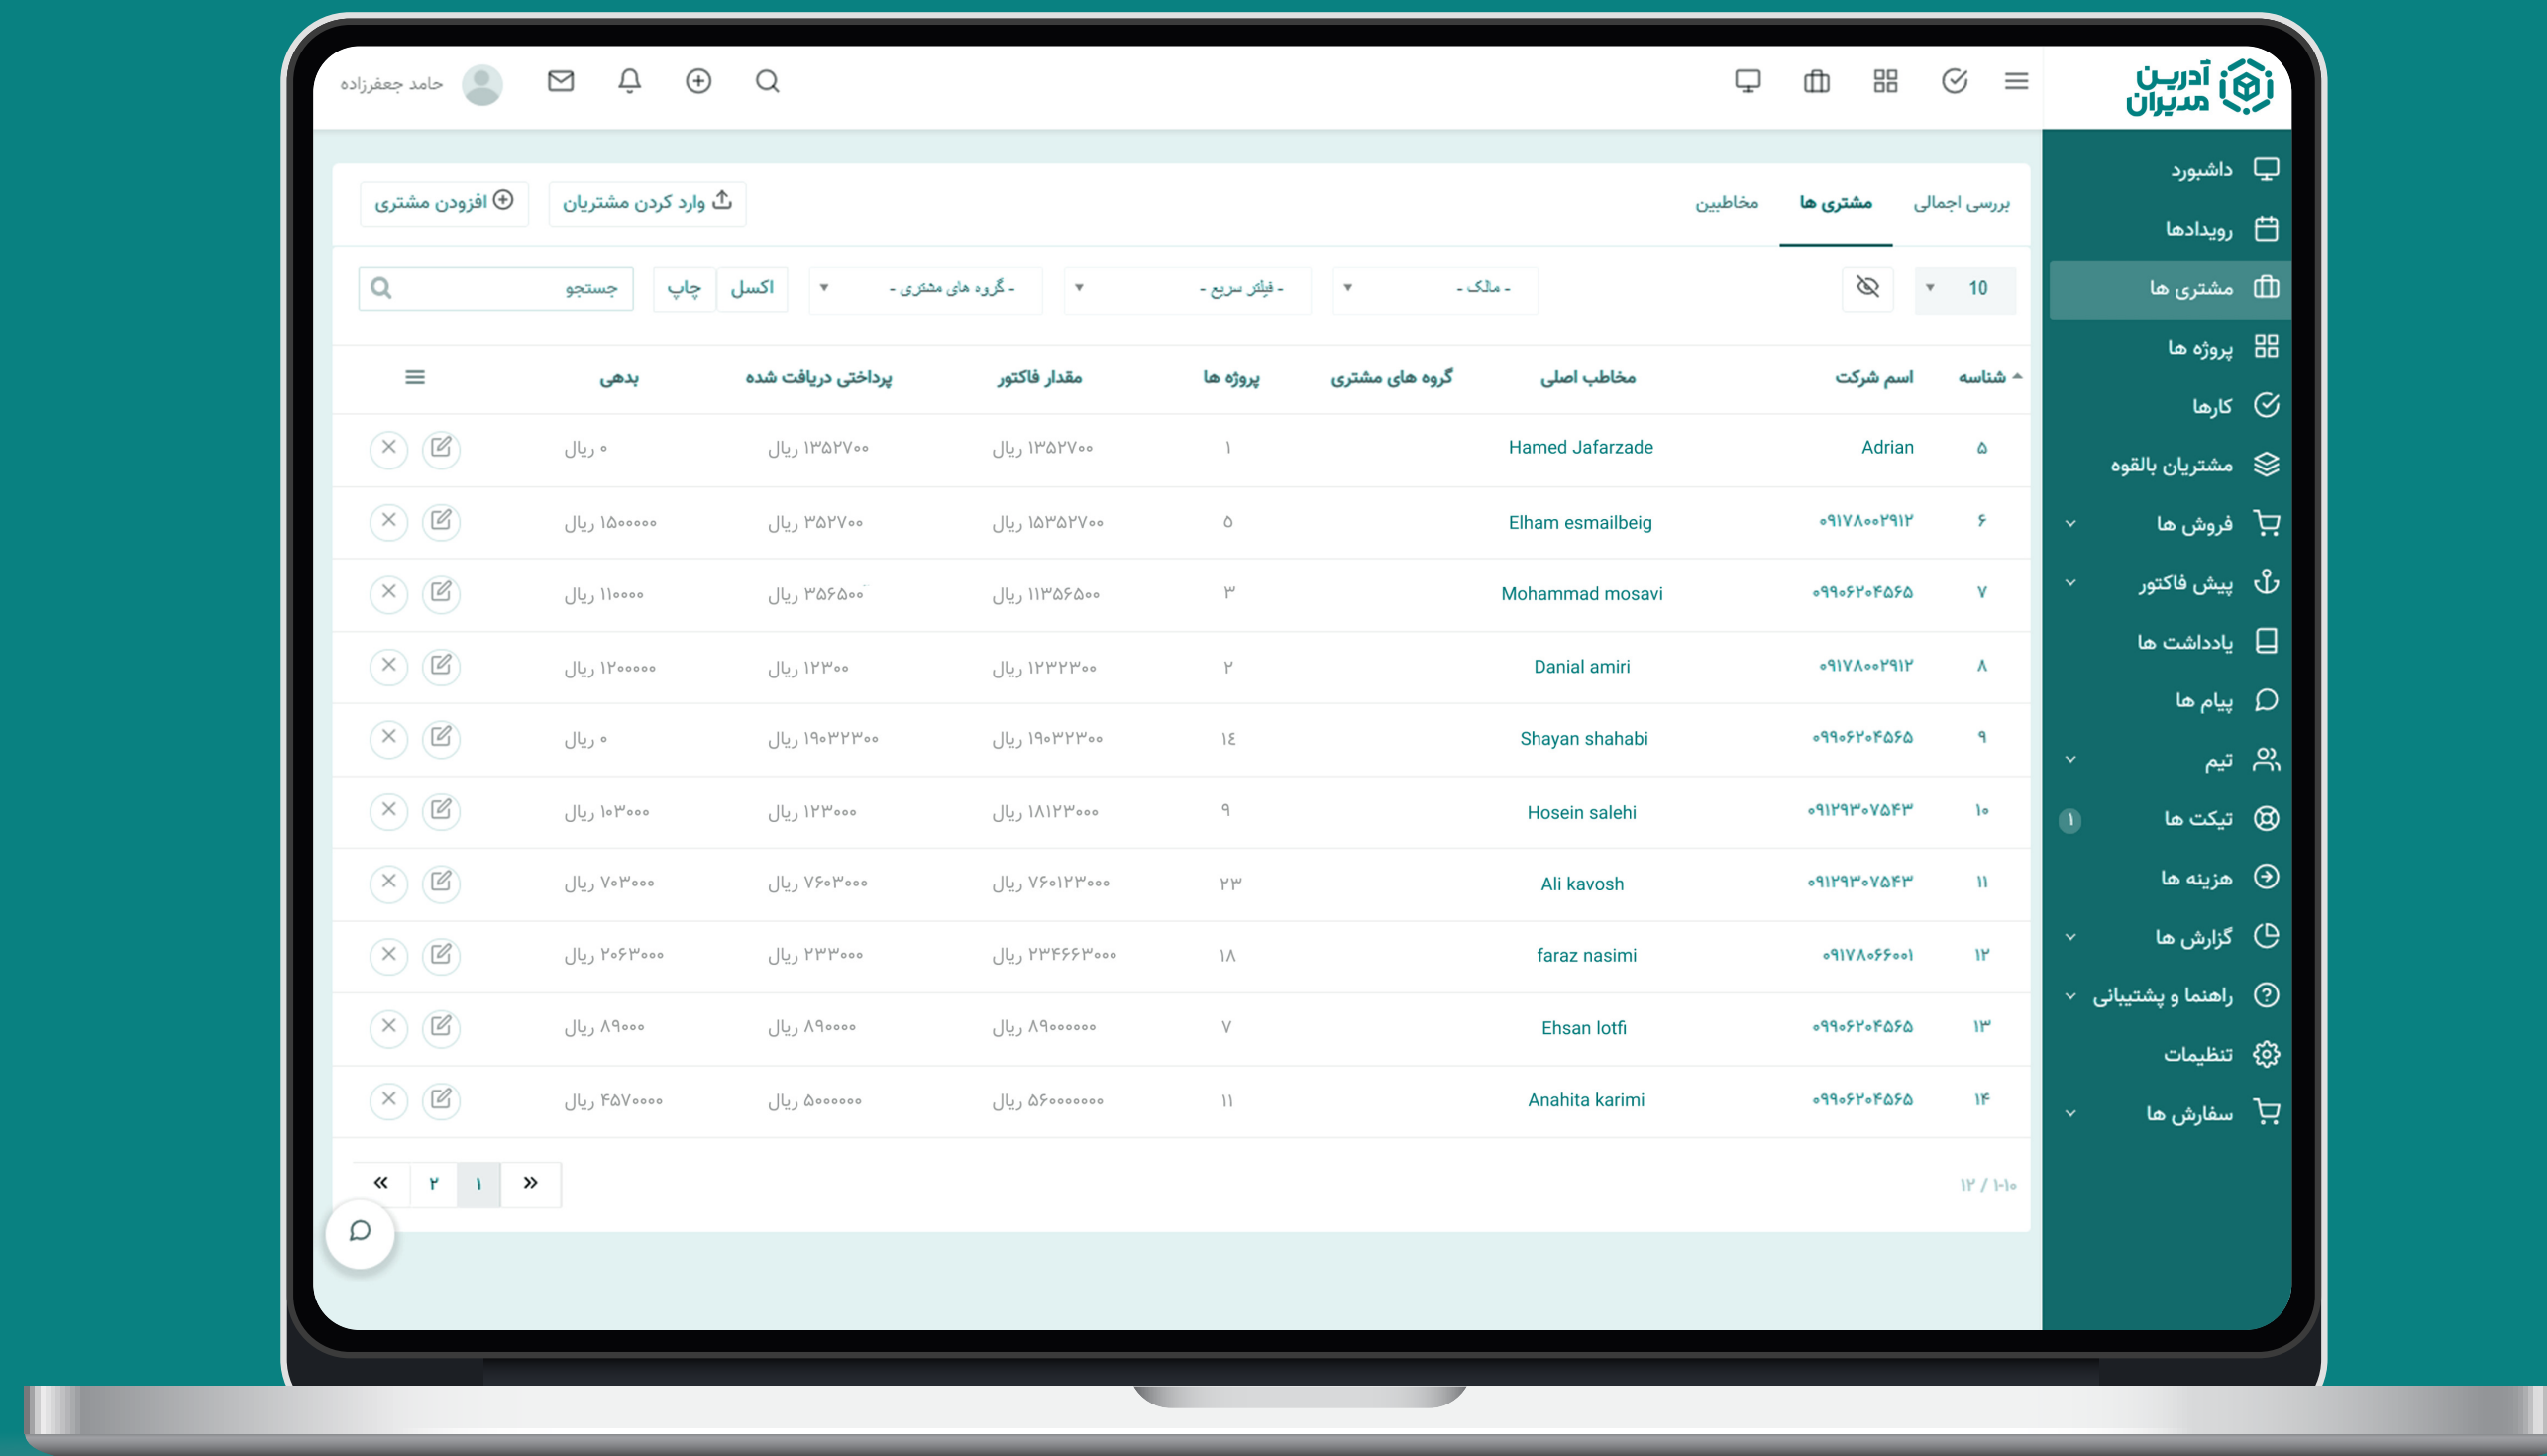 آدرین
مدیران
حامد جعفرزاده
داشبورد
رویدادها
مشتری ها
پروژه ها
کارها
مشتریان بالقوه
فروش ها
پیش فاکتور
یادداشت ها
پیام ها
تیم
تیکت ها ۱
هزینه ها
گزارش ها
راهنما و پشتیبانی
تنظیمات
سفارش ها
بررسی اجمالی مشتری ها مخاطبین وارد کردن مشتریان افزودن مشتری
10 - مالک - - فیلتر سریع - - گروه های مشتری - اکسل چاپ جستجو
شناسه اسم شرکت مخاطب اصلی گروه های مشتری پروژه ها مقدار فاکتور پرداختی دریافت شده بدهی
۵ Adrian Hamed Jafarzade ۱ ۱۳۵۲۷۰۰ ریال ۱۳۵۲۷۰۰ ریال ۰ ریال
۶ ۰۹۱۷۸۰۰۲۹۱۲ Elham esmailbeig ۵ ۱۵۳۵۲۷۰۰ ریال ۳۵۲۷۰۰ ریال ۱۵۰۰۰۰۰ ریال
۷ ۰۹۹۰۶۲۰۴۵۶۵ Mohammad mosavi ۳ ۱۱۳۵۶۵۰۰ ریال ۳۵۶۵۰۰ ریال ۱۱۰۰۰۰ ریال
۸ ۰۹۱۷۸۰۰۲۹۱۲ Danial amiri ۲ ۱۲۳۲۳۰۰ ریال ۱۲۳۰۰ ریال ۱۲۰۰۰۰۰ ریال
۹ ۰۹۹۰۶۲۰۴۵۶۵ Shayan shahabi ۱٤ ۱۹۰۳۲۳۰۰ ریال ۱۹۰۳۲۳۰۰ ریال ۰ ریال
۱۰ ۰۹۱۲۹۳۰۷۵۴۳ Hosein salehi ۹ ۱۸۱۲۳۰۰۰ ریال ۱۲۳۰۰۰ ریال ۱۰۳۰۰۰ ریال
۱۱ ۰۹۱۲۹۳۰۷۵۴۳ Ali kavosh ۲۳ ۷۶۰۱۲۳۰۰۰ ریال ۷۶۰۳۰۰۰ ریال ۷۰۳۰۰۰ ریال
۱۲ ۰۹۱۷۸۰۶۶۰۰۱ faraz nasimi ۱۸ ۲۳۴۶۶۳۰۰۰ ریال ۲۳۳۰۰۰ ریال ۲۰۶۳۰۰۰ ریال
۱۳ ۰۹۹۰۶۲۰۴۵۶۵ Ehsan lotfi ۷ ۸۹۰۰۰۰۰۰ ریال ۸۹۰۰۰۰ ریال ۸۹۰۰۰ ریال
۱۴ ۰۹۹۰۶۲۰۴۵۶۵ Anahita karimi ۱۱ ۵۶۰۰۰۰۰۰۰ ریال ۵۰۰۰۰۰۰ ریال ۴۵۷۰۰۰۰ ریال
۱-۱۰ / ۱۲ » ۱ ۲ «